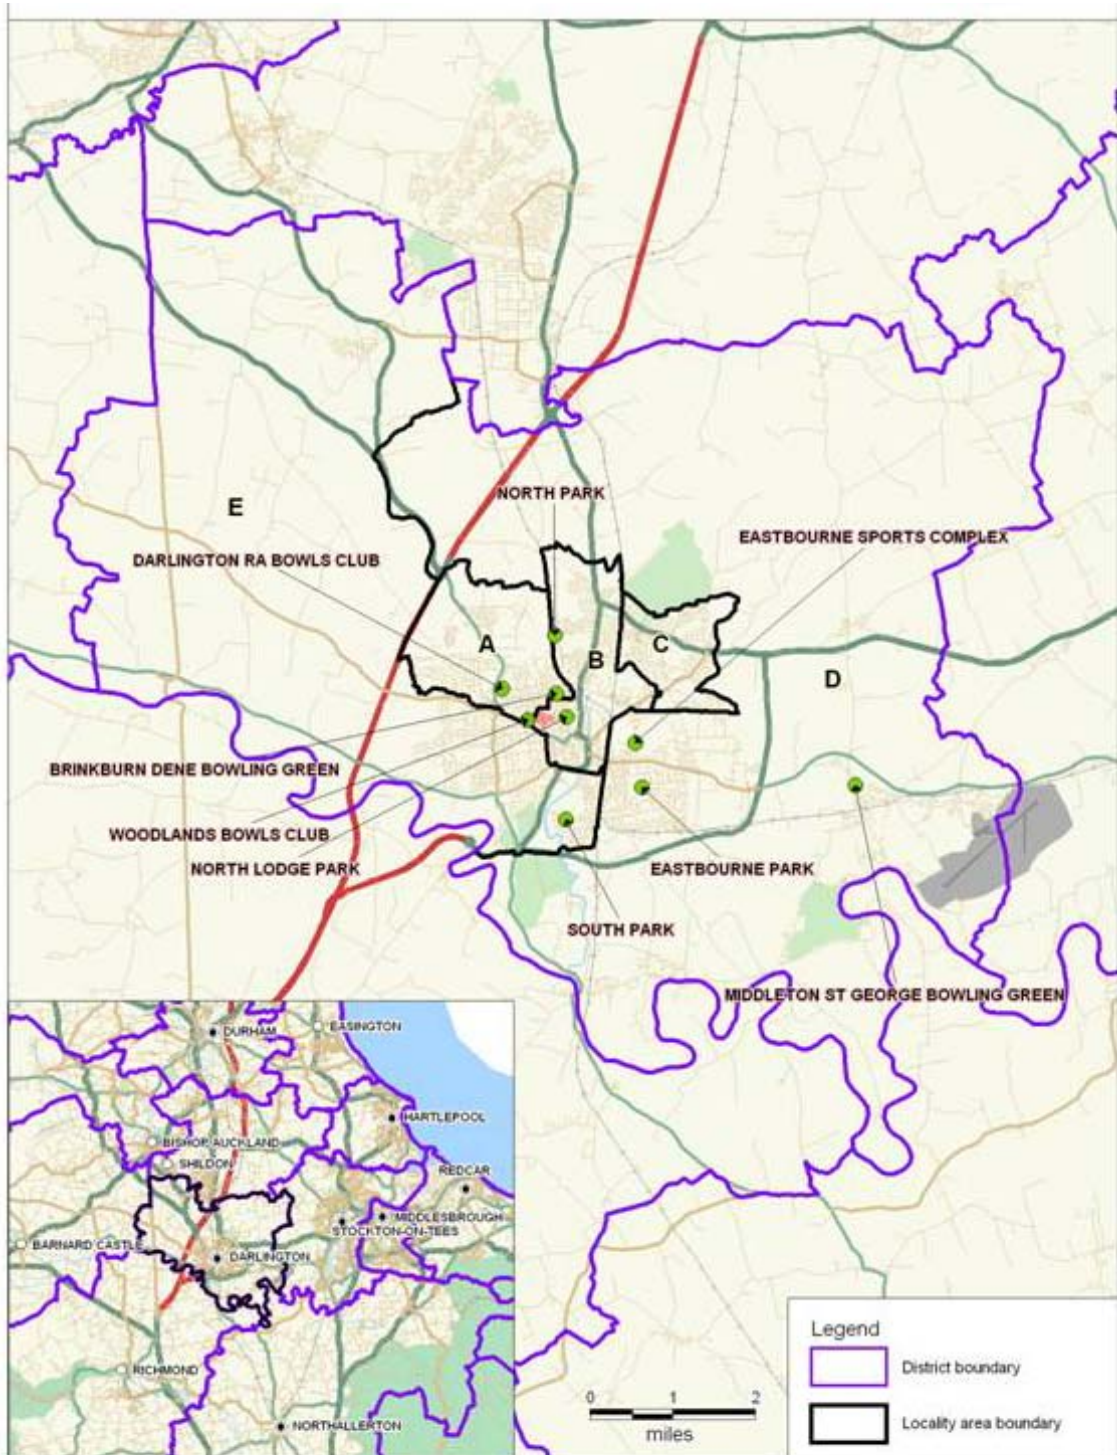 NORTH PARK
E
EASTBOURNE SPORTS COMPLEX
DARLINGTON RA BOWLS CLUB
A
B
C
D
BRINKBURN DENE BOWLING GREEN
WOODLANDS BOWLS CLUB
NORTH LODGE PARK
EASTBOURNE PARK
SOUTH PARK
MIDDLETON ST GEORGE BOWLING GREEN
DURHAM
EASINGTON
HARTLEPOOL
BISHOP AUCKLAND
SHILDON
REDCAR
MIDDLESBROUGH
STOCKTON-ON-TEES
BARNARD CASTLE
DARLINGTON
RICHMOND
NORTHALLERTON
0 1 2
miles
Legend
District boundary
Locality area boundary